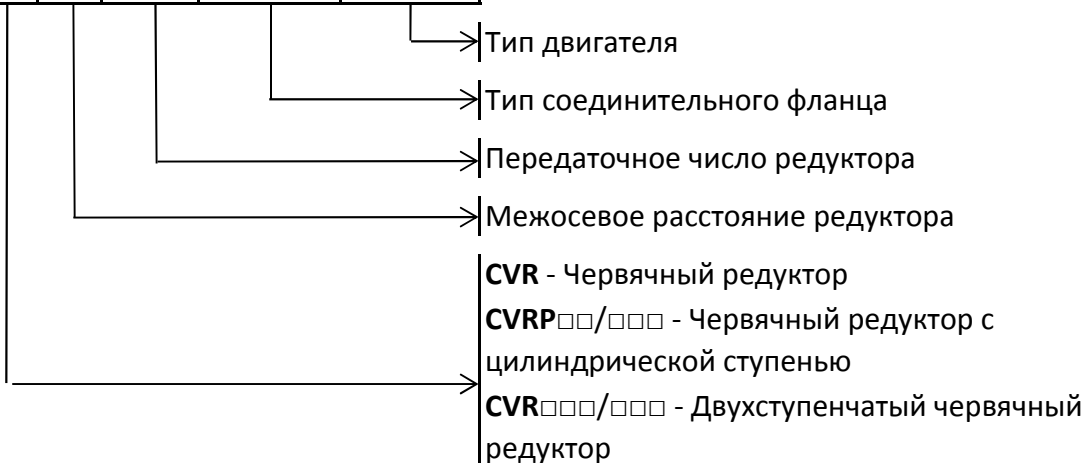 Тип двигателя
Тип соединительного фланца
Передаточное число редуктора
Межосевое расстояние редуктора
CVR - Червячный редуктор
CVRP□□/□□□ - Червячный редуктор с
цилиндрической ступенью
CVR□□□/□□□ - Двухступенчатый червячный
редуктор